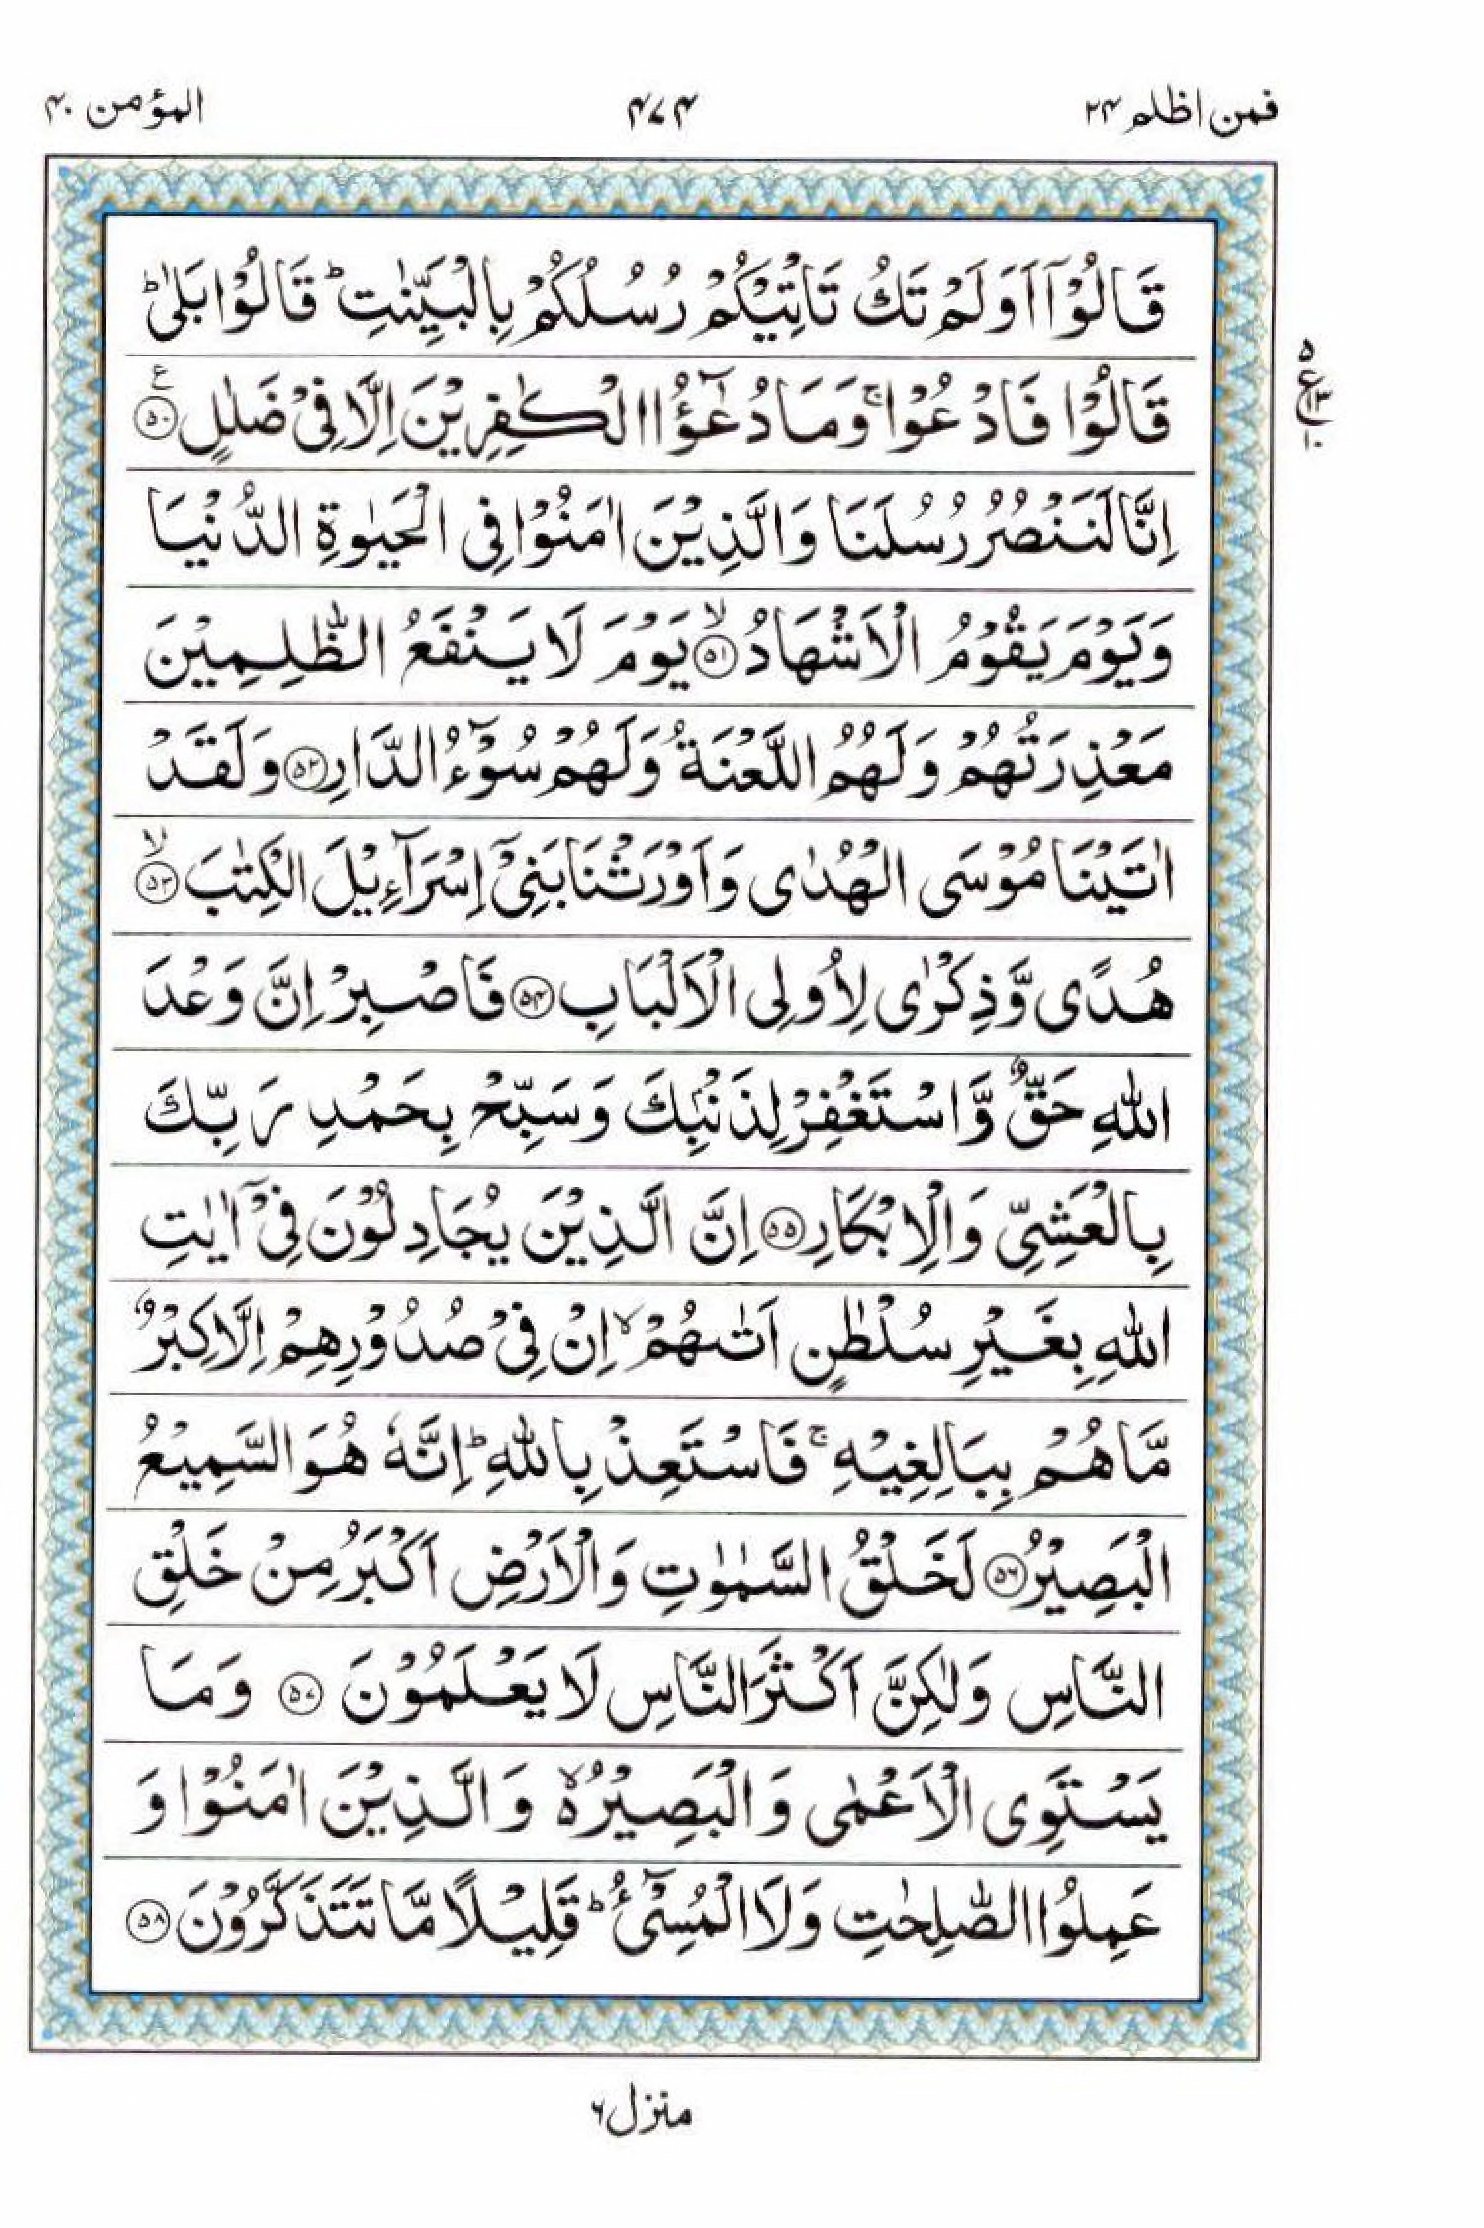 فمن اظلم ۲۴
۴۷۴
المؤمن ۴۰
قَالُوْۤا اَوَلَمْ تَكُ تَاْتِیْكُمْ رُسُلُكُمْ بِالْبَیِّنٰتِ ؕ قَالُوْا بَلٰی ؕ
قَالُوْا فَادْعُوْا ۚ وَمَا دُعٰٓؤُا الْكٰفِرِیْنَ اِلَّا فِیْ ضَلٰلٍ ﴿۵۰﴾ ع
۵ ع ۱۳ ۱۰
اِنَّا لَنَنْصُرُ رُسُلَنَا وَالَّذِیْنَ اٰمَنُوْا فِی الْحَیٰوةِ الدُّنْیَا
وَیَوْمَ یَقُوْمُ الْاَشْهَادُ ﴿۵۱﴾ ۙ یَوْمَ لَا یَنْفَعُ الظّٰلِمِیْنَ
مَعْذِرَتُهُمْ وَلَهُمُ اللَّعْنَةُ وَلَهُمْ سُوْٓءُ الدَّارِ ﴿۵۲﴾ وَلَقَدْ
اٰتَیْنَا مُوْسَی الْهُدٰی وَاَوْرَثْنَا بَنِیْۤ اِسْرَآءِیْلَ الْكِتٰبَ ﴿۵۳﴾ ۙ
هُدًی وَّذِكْرٰی لِاُولِی الْاَلْبَابِ ﴿۵۴﴾ فَاصْبِرْ اِنَّ وَعْدَ
اللّٰهِ حَقٌّ وَّاسْتَغْفِرْ لِذَنْۢبِكَ وَسَبِّحْ بِحَمْدِ رَبِّكَ
بِالْعَشِیِّ وَالْاِبْكَارِ ﴿۵۵﴾ اِنَّ الَّذِیْنَ یُجَادِلُوْنَ فِیْۤ اٰیٰتِ
اللّٰهِ بِغَیْرِ سُلْطٰنٍ اَتٰىهُمْ ۙ اِنْ فِیْ صُدُوْرِهِمْ اِلَّا كِبْرٌ
مَّا هُمْ بِبَالِغِیْهِ ۚ فَاسْتَعِذْ بِاللّٰهِ ؕ اِنَّهٗ هُوَ السَّمِیْعُ
الْبَصِیْرُ ﴿۵۶﴾ لَخَلْقُ السَّمٰوٰتِ وَالْاَرْضِ اَكْبَرُ مِنْ خَلْقِ
النَّاسِ وَلٰكِنَّ اَكْثَرَ النَّاسِ لَا یَعْلَمُوْنَ ﴿۵۷﴾ وَمَا
یَسْتَوِی الْاَعْمٰی وَالْبَصِیْرُ ۙ۬ وَالَّذِیْنَ اٰمَنُوْا وَ
عَمِلُوا الصّٰلِحٰتِ وَلَا الْمُسِیْٓءُ ؕ قَلِیْلًا مَّا تَتَذَكَّرُوْنَ ﴿۵۸﴾
منزل ۶